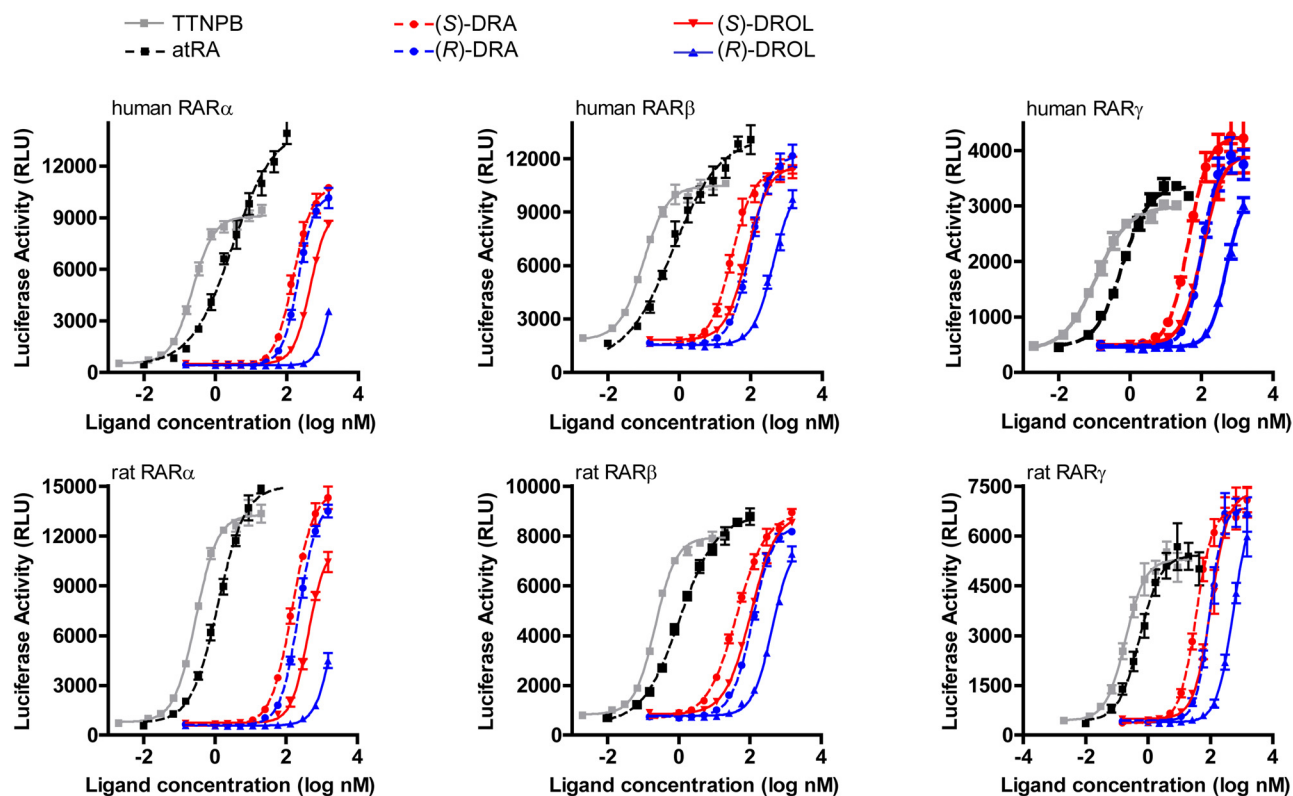 TTNPB (S)-DRA (S)-DROL
atRA (R)-DRA (R)-DROL
human RARα
Luciferase Activity (RLU)
12000
9000
6000
3000
0
-2 0 2 4
Ligand concentration (log nM)
human RARβ
Luciferase Activity (RLU)
12000
10000
8000
6000
4000
2000
0
-2 0 2 4
Ligand concentration (log nM)
human RARγ
Luciferase Activity (RLU)
4000
3000
2000
1000
0
-2 0 2 4
Ligand concentration (log nM)
rat RARα
Luciferase Activity (RLU)
15000
12000
9000
6000
3000
0
-2 0 2 4
Ligand concentration (log nM)
rat RARβ
Luciferase Activity (RLU)
10000
8000
6000
4000
2000
0
-2 0 2 4
Ligand concentration (log nM)
rat RARγ
Luciferase Activity (RLU)
7500
6000
4500
3000
1500
0
-4 -2 0 2 4
Ligand concentration (log nM)